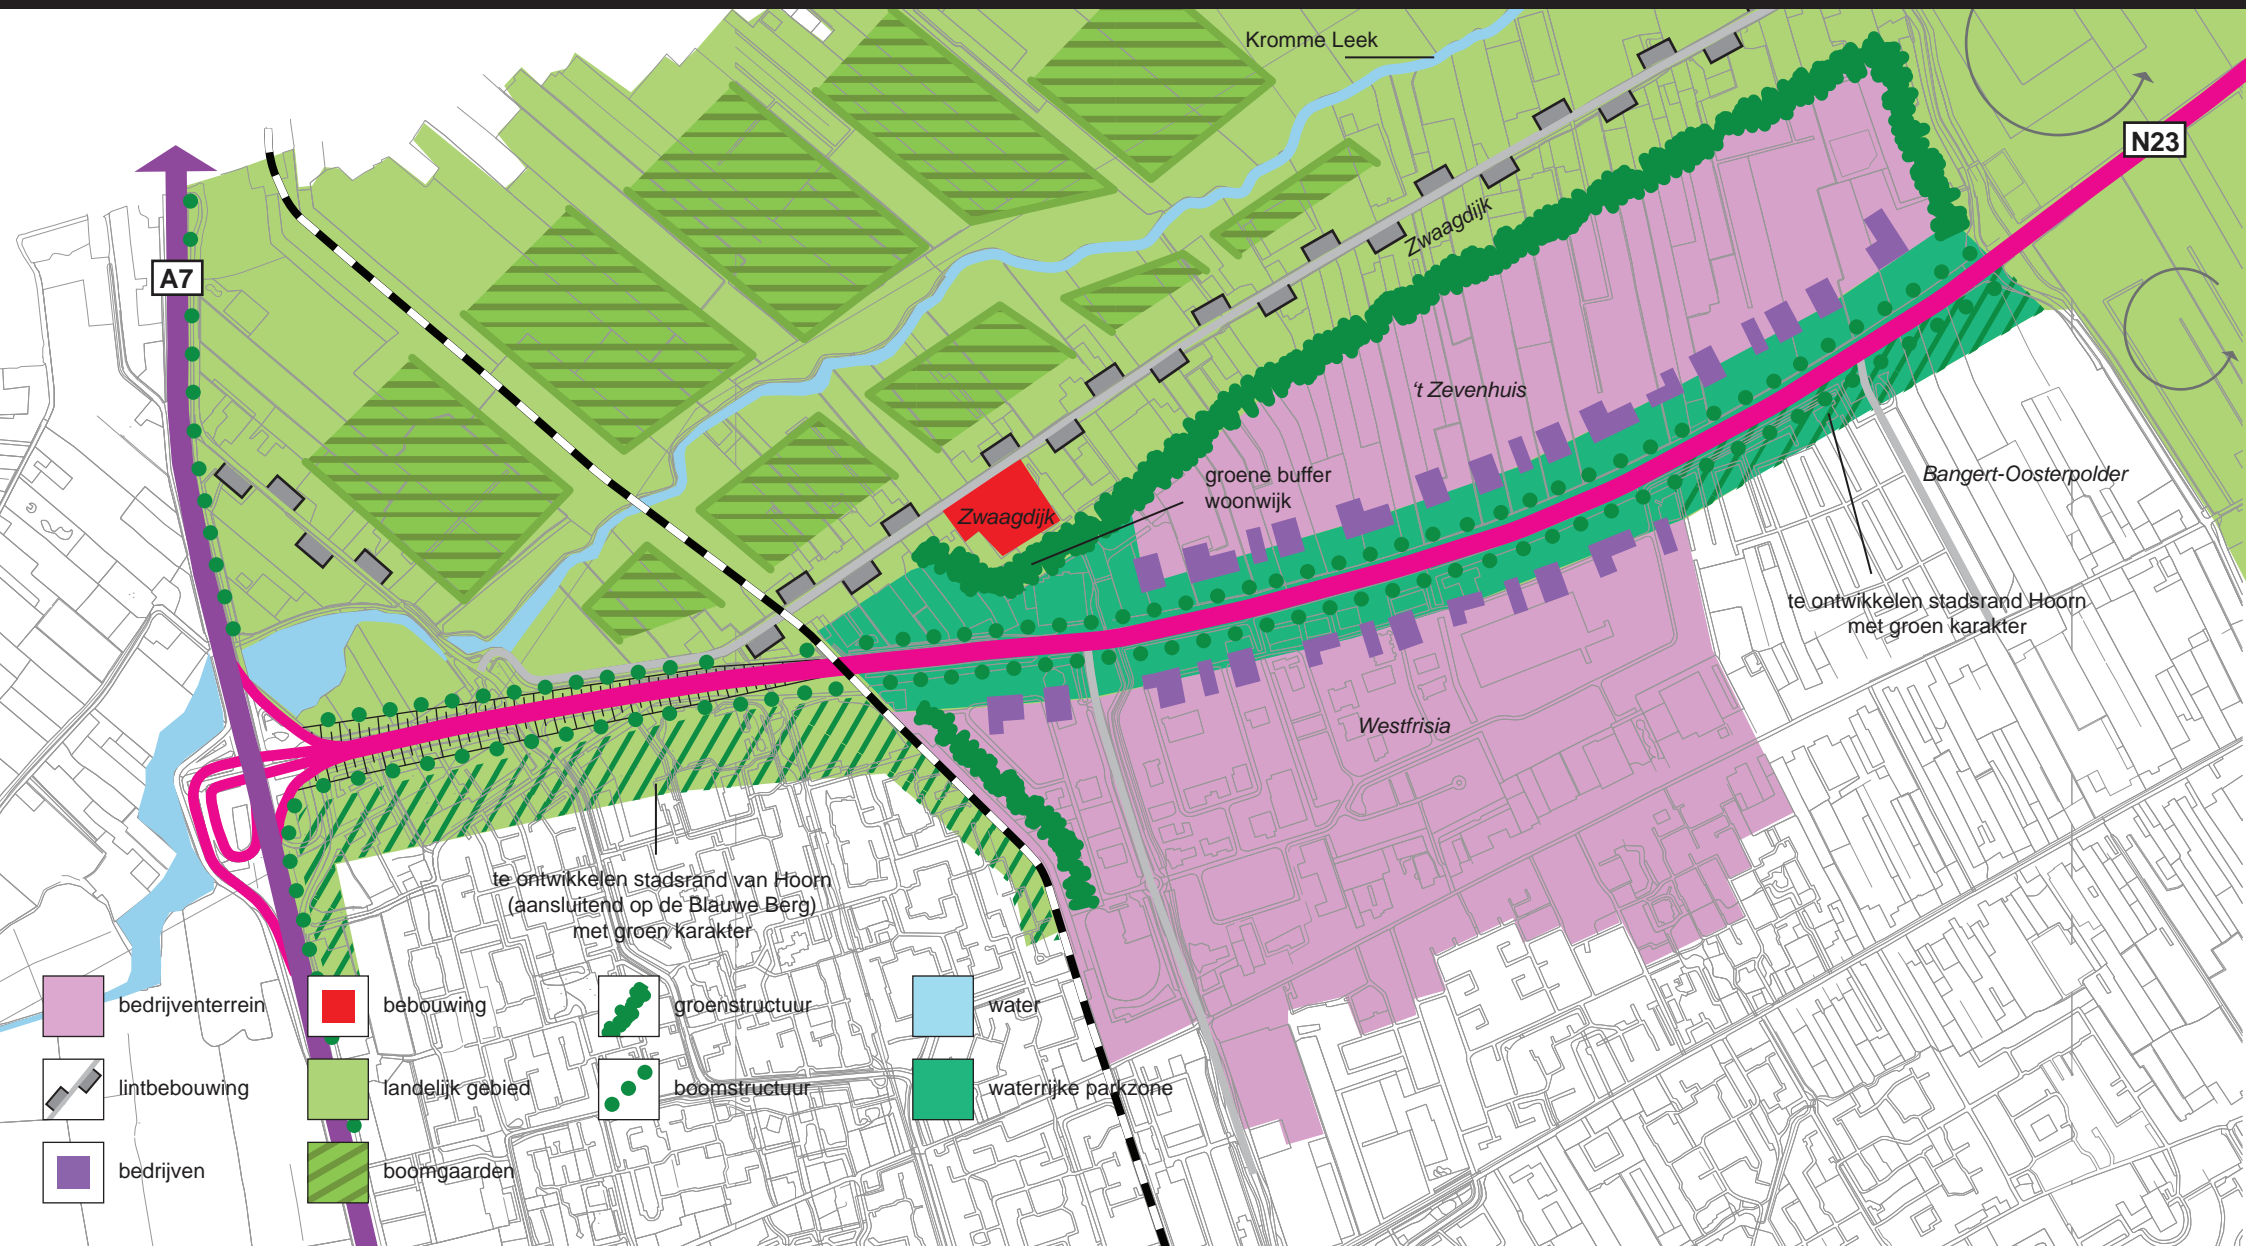 Kromme Leek
N23
A7
Zwaagdijk
't Zevenhuis
groene buffer
woonwijk
Zwaagdijk
Bangert-Oosterpolder
te ontwikkelen stadsrand Hoorn
met groen karakter
Westfrisia
te ontwikkelen stadsrand van Hoorn
(aansluitend op de Blauwe Berg)
met groen karakter
bedrijventerrein
bebouwing
groenstructuur
water
lintbebouwing
landelijk gebied
boomstructuur
waterrijke parkzone
bedrijven
boomgaarden